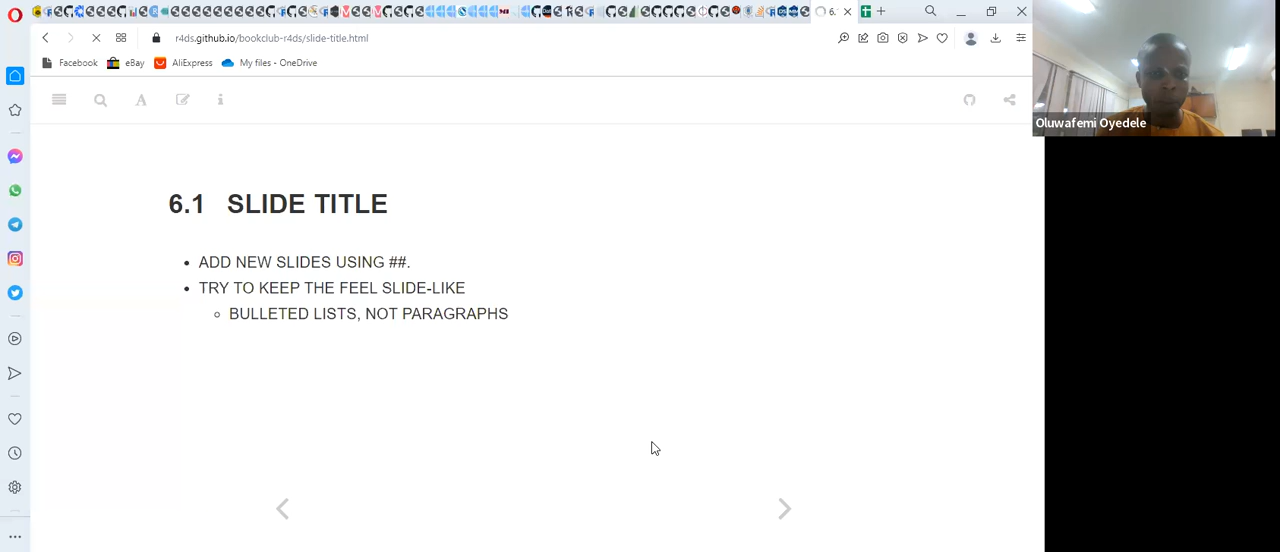 6.
r4ds.github.io/bookclub-r4ds/slide-title.html
Facebook
eBay
AliExpress
My files - OneDrive
Oluwafemi Oyedele
6.1 SLIDE TITLE
• ADD NEW SLIDES USING ##.
• TRY TO KEEP THE FEEL SLIDE-LIKE
◦ BULLETED LISTS, NOT PARAGRAPHS